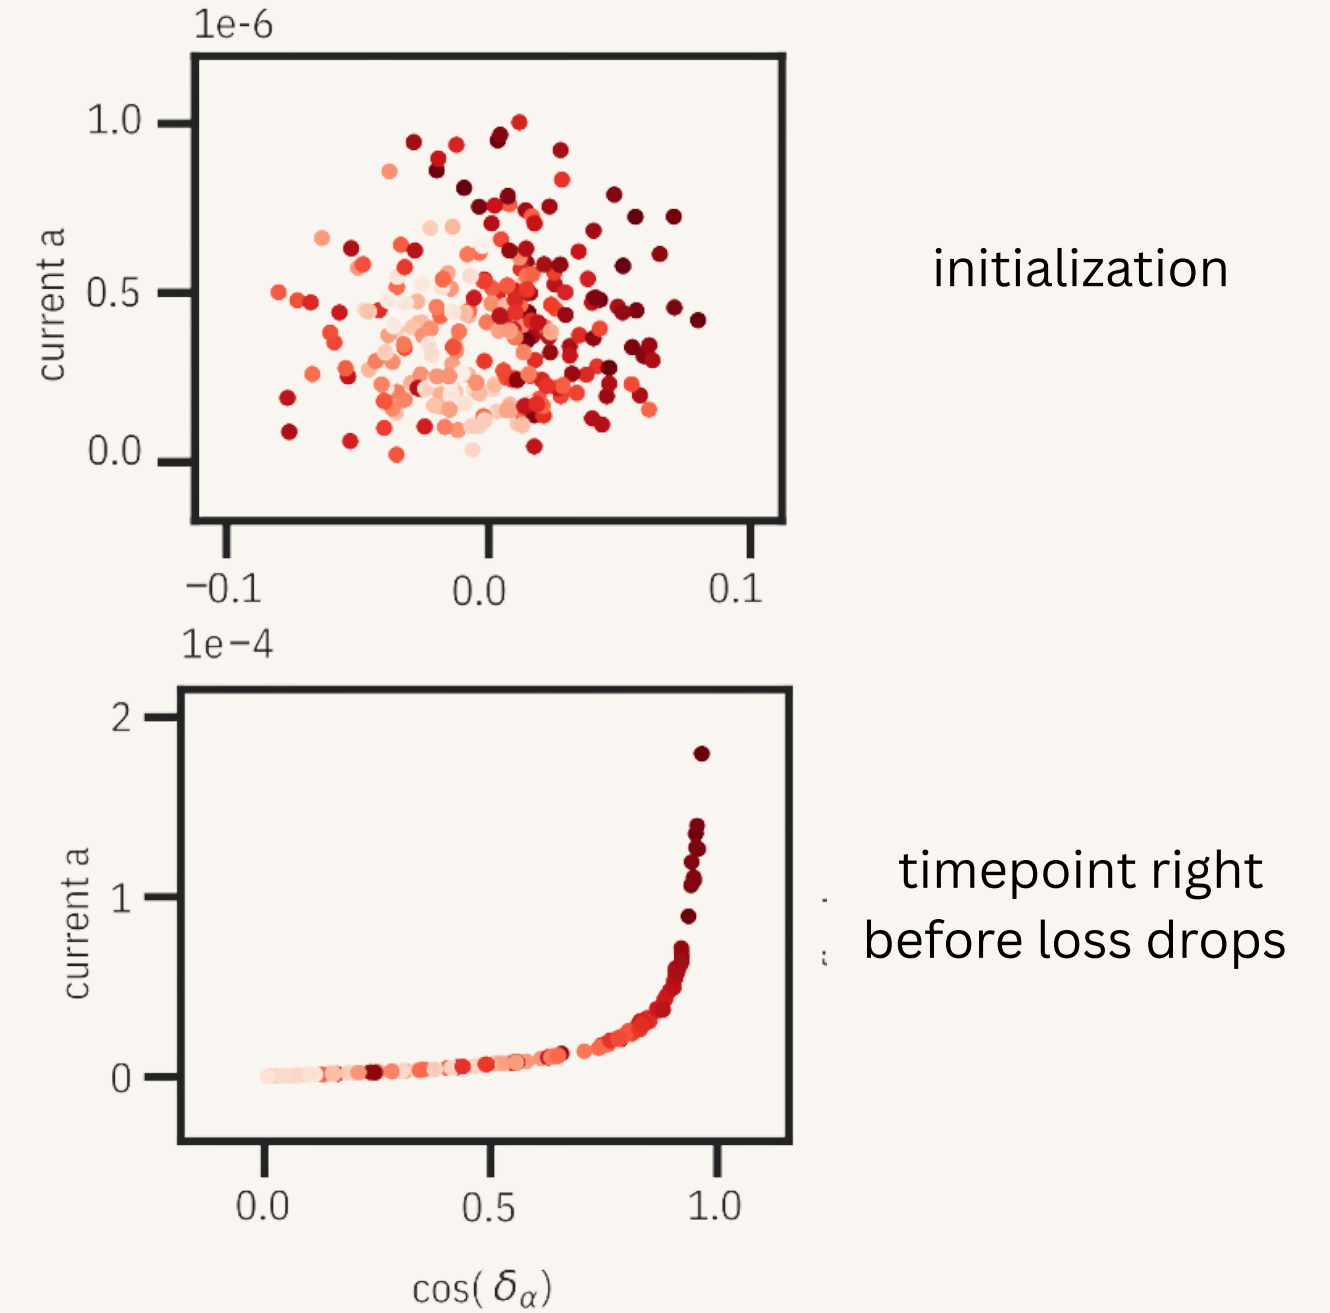 1e-6
1.0
0.5
0.0
current a
initialization
−0.1
0.0
0.1
1e−4
2
1
0
current a
timepoint right
before loss drops
0.0
0.5
1.0
cos( δα)